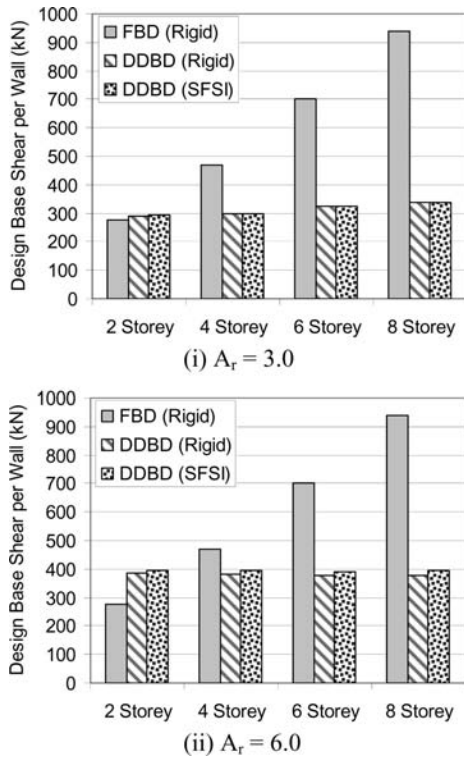 Design Base Shear per Wall (kN)
1000
900
800
700
600
500
400
300
200
100
0
FBD (Rigid)
DDBD (Rigid)
DDBD (SFSI)
2 Storey 4 Storey 6 Storey 8 Storey
(i) Ar = 3.0
Design Base Shear per Wall (kN)
1000
900
800
700
600
500
400
300
200
100
0
FBD (Rigid)
DDBD (Rigid)
DDBD (SFSI)
2 Storey 4 Storey 6 Storey 8 Storey
(ii) Ar = 6.0